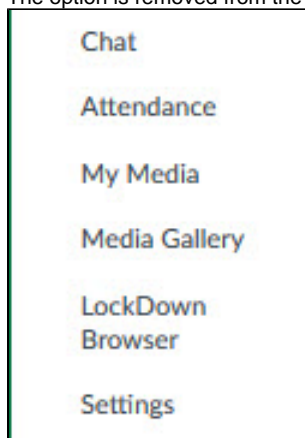 The option is removed from the
Chat
Attendance
My Media
Media Gallery
LockDown
Browser
Settings